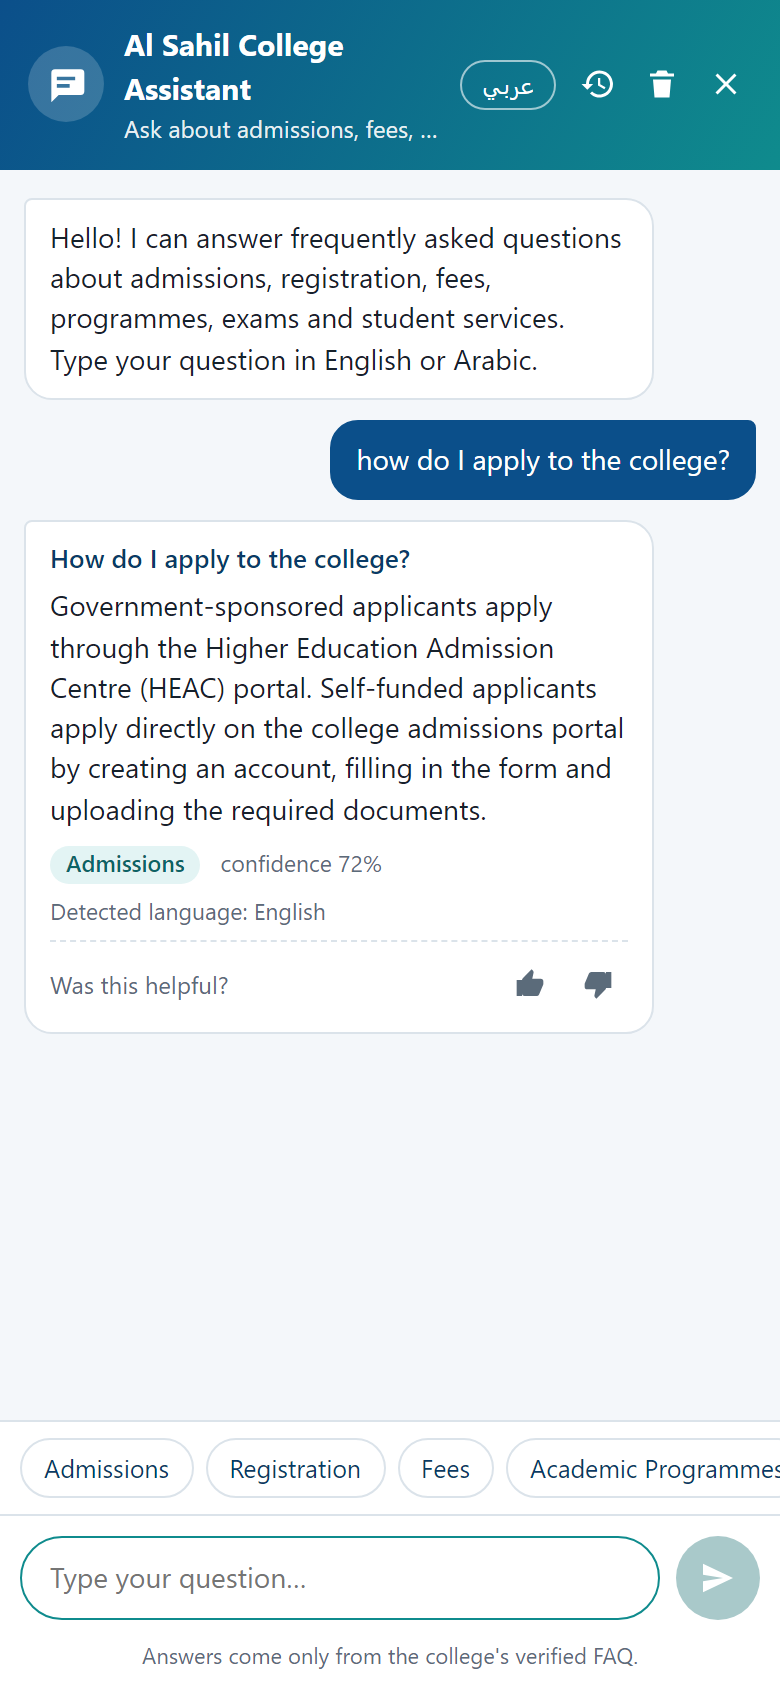 Al Sahil College
Assistant
Ask about admissions, fees, ...
عربي
Hello! I can answer frequently asked questions
about admissions, registration, fees,
programmes, exams and student services.
Type your question in English or Arabic.
how do I apply to the college?
How do I apply to the college?
Government-sponsored applicants apply
through the Higher Education Admission
Centre (HEAC) portal. Self-funded applicants
apply directly on the college admissions portal
by creating an account, filling in the form and
uploading the required documents.
Admissions confidence 72%
Detected language: English
Was this helpful?
Admissions Registration Fees Academic Programmes
Type your question...
Answers come only from the college's verified FAQ.